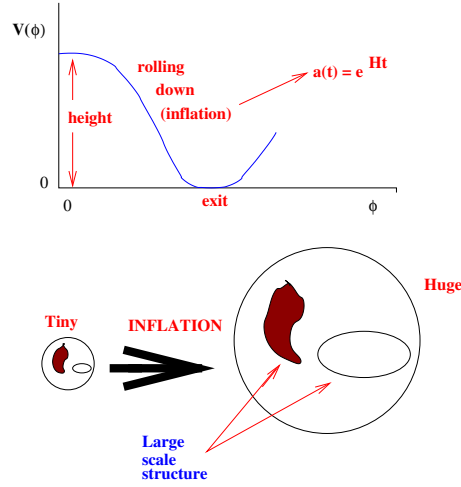 V(ϕ)
rolling
down
(inflation)
a(t) = e Ht
height
0
0
exit
ϕ
Huge
Tiny
INFLATION
Large
scale
structure